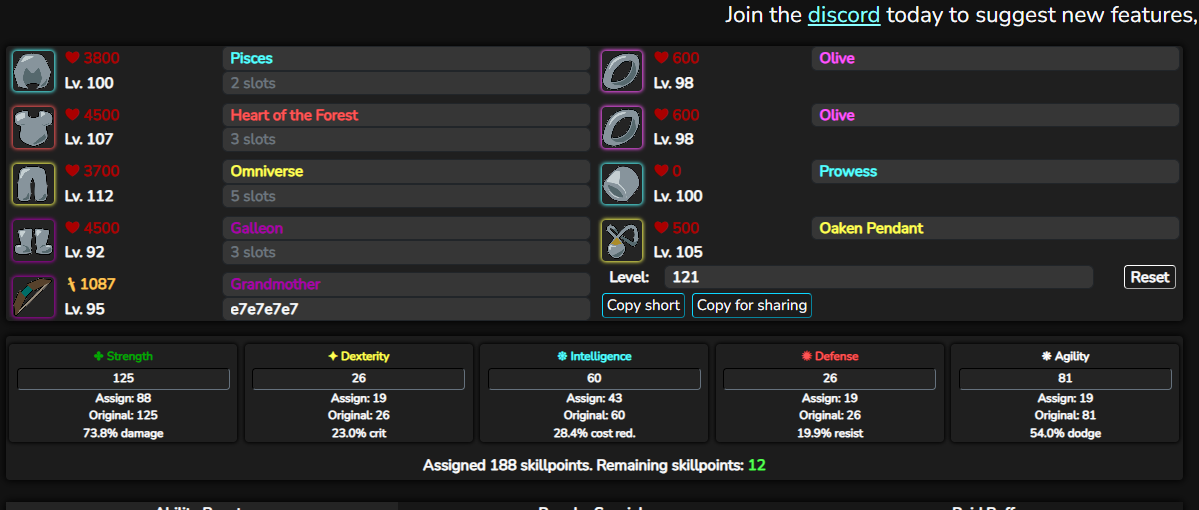 Join the discord today to suggest new features,
3800
Pisces
Lv. 100
2 slots
4500
Heart of the Forest
Lv. 107
3 slots
3700
Omniverse
Lv. 112
5 slots
4500
Galleon
Lv. 92
3 slots
1087
Grandmother
Lv. 95
e7e7e7e7
600
Olive
Lv. 98
600
Olive
Lv. 98
0
Prowess
Lv. 100
500
Oaken Pendant
Lv. 105
Level: 121 Reset
Copy short Copy for sharing
Strength
125
Assign: 88
Original: 125
73.8% damage
Dexterity
26
Assign: 19
Original: 26
23.0% crit
Intelligence
60
Assign: 43
Original: 60
28.4% cost red.
Defense
26
Assign: 19
Original: 26
19.9% resist
Agility
81
Assign: 19
Original: 81
54.0% dodge
Assigned 188 skillpoints. Remaining skillpoints: 12